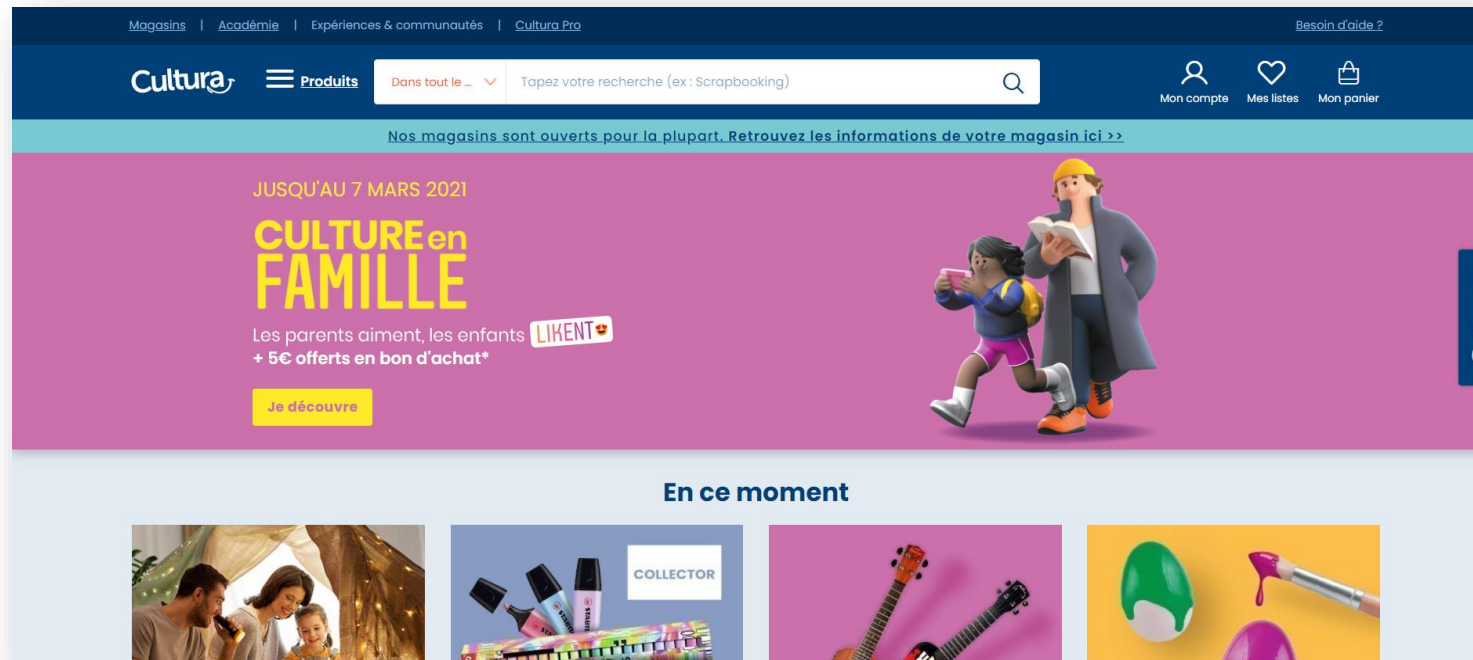 Magasins | Académie | Expériences & communautés | Cultura Pro
Besoin d'aide ?
Cultura
Produits
Dans tout le ...
Tapez votre recherche (ex : Scrapbooking)
Mon compte
Mes listes
Mon panier
Nos magasins sont ouverts pour la plupart. Retrouvez les informations de votre magasin ici >>
JUSQU'AU 7 MARS 2021
CULTURE en
FAMILLE
Les parents aiment, les enfants LIKENT
+ 5€ offerts en bon d'achat*
Je découvre
En ce moment
COLLECTOR